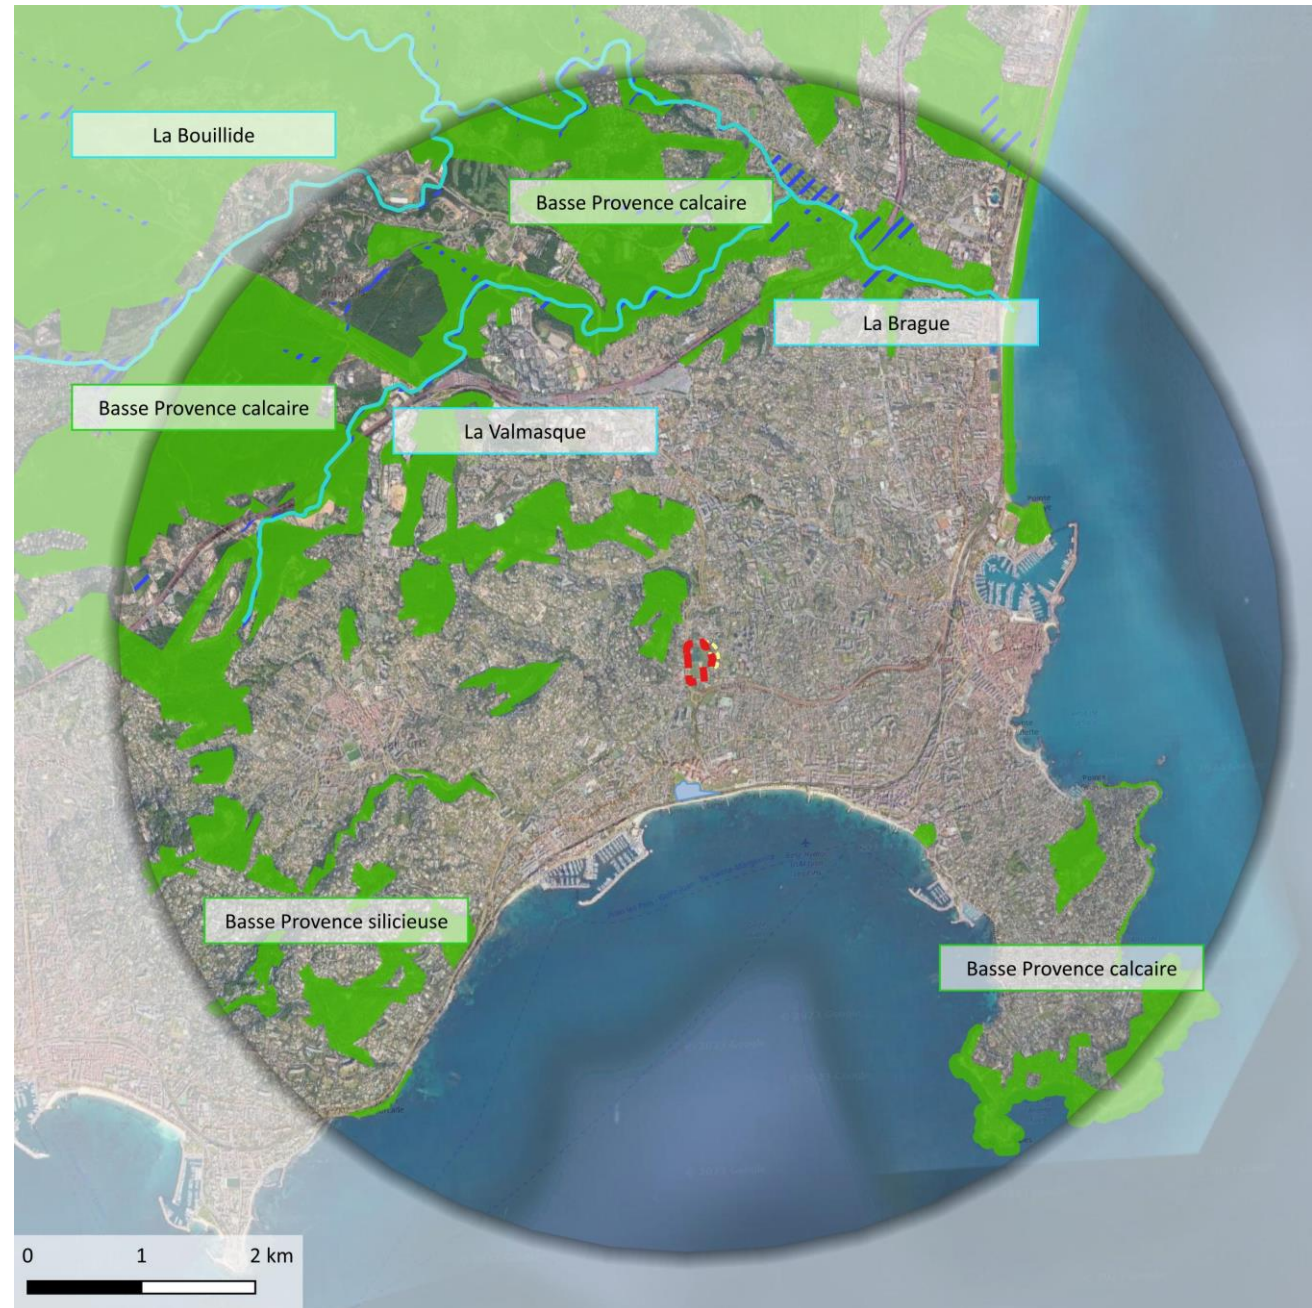 La Bouillide
Basse Provence calcaire
La Brague
Basse Provence calcaire
La Valmasque
Basse Provence silicieuse
Basse Provence calcaire
0 1 2 km